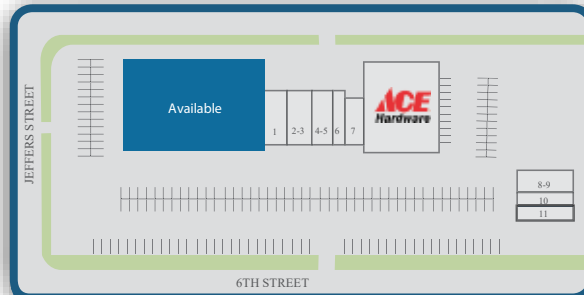 JEFFERS STREET
Available
1
2-3
4-5
6
7
ACE
Hardware
8-9
10
11
6TH STREET